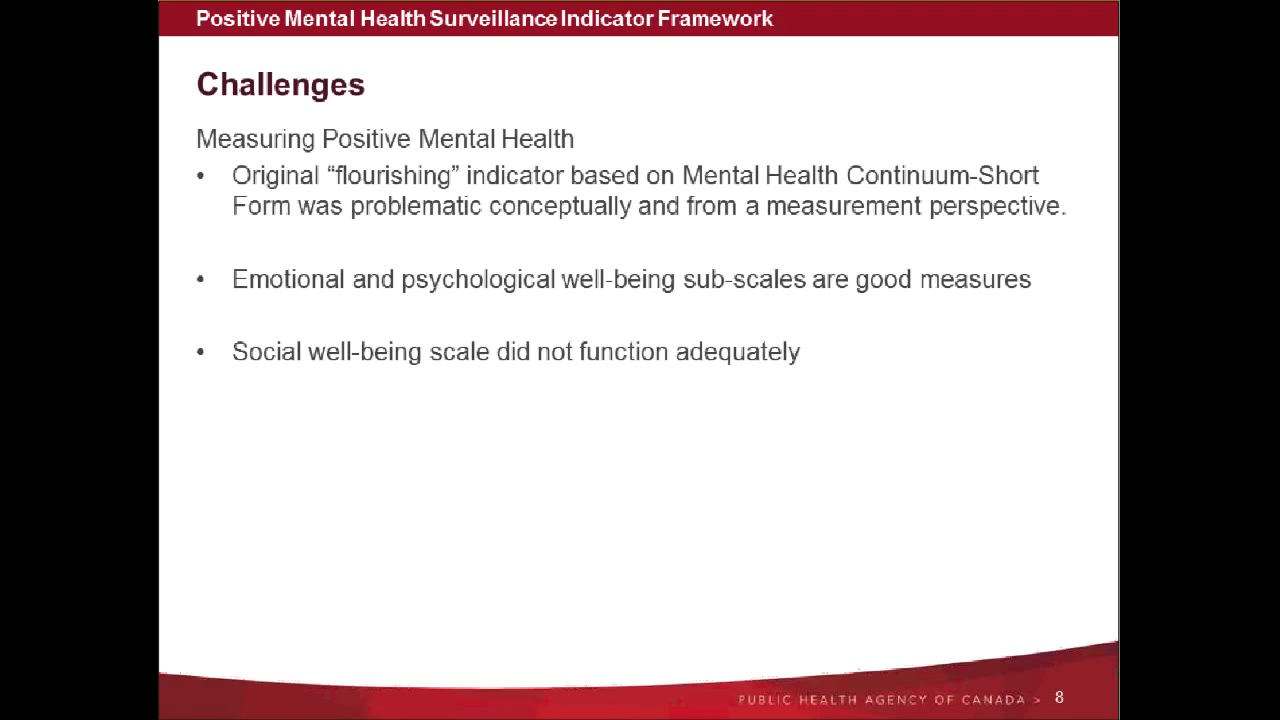 Positive Mental Health Surveillance Indicator Framework
Challenges
Measuring Positive Mental Health
• Original “flourishing” indicator based on Mental Health Continuum-Short
Form was problematic conceptually and from a measurement perspective.
• Emotional and psychological well-being sub-scales are good measures
• Social well-being scale did not function adequately
PUBLIC HEALTH AGENCY OF CANADA > 8